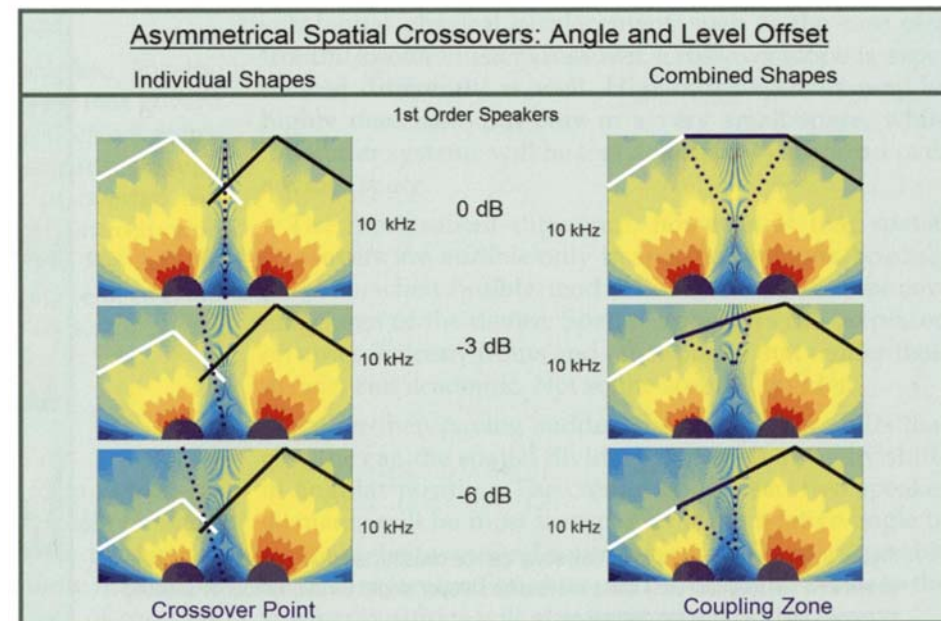 Asymmetrical Spatial Crossovers: Angle and Level Offset
Individual Shapes
Combined Shapes
1st Order Speakers
0 dB
10 kHz
10 kHz
-3 dB
10 kHz
10 kHz
-6 dB
10 kHz
10 kHz
Crossover Point
Coupling Zone